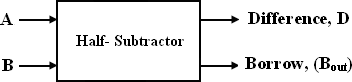 A
Difference, D
Half- Subtractor
B
Borrow, (Bout)